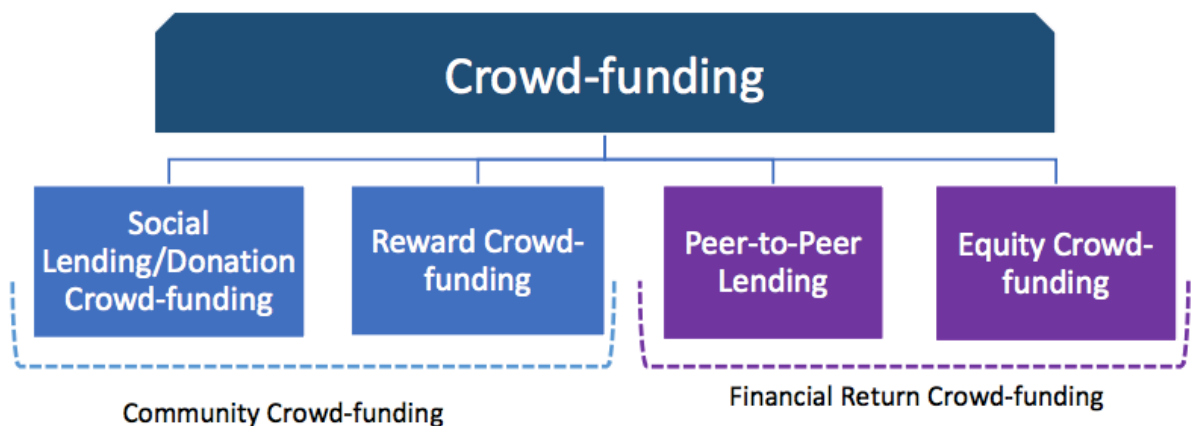 Crowd-funding
Social
Lending/Donation
Crowd-funding
Reward Crowd-
funding
Peer-to-Peer
Lending
Equity Crowd-
funding
Community Crowd-funding
Financial Return Crowd-funding